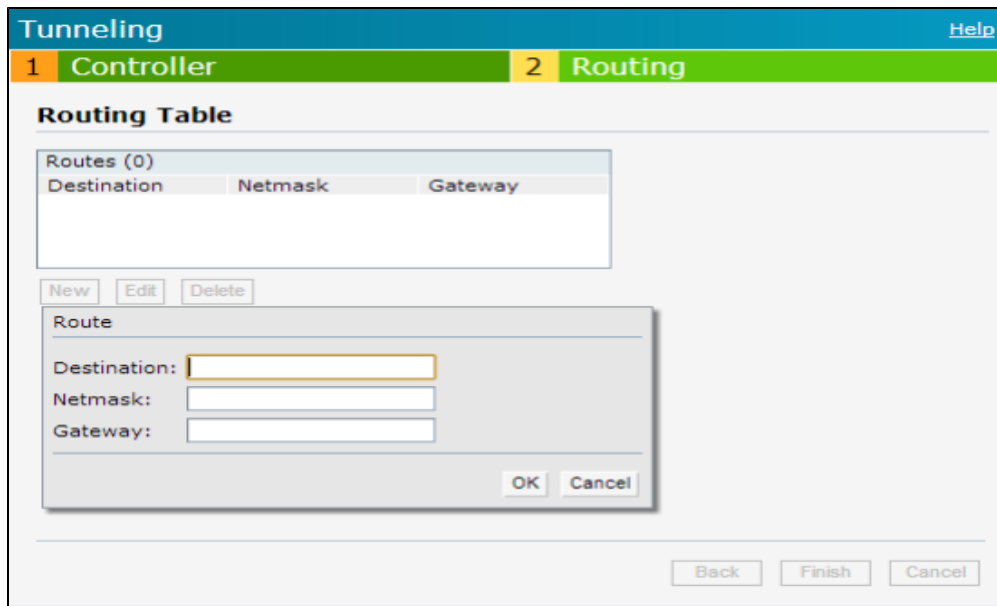 Tunneling Help
1 Controller 2 Routing
Routing Table
Routes (0)
Destination Netmask Gateway
New Edit Delete
Route
Destination:
Netmask:
Gateway:
OK Cancel
Back Finish Cancel